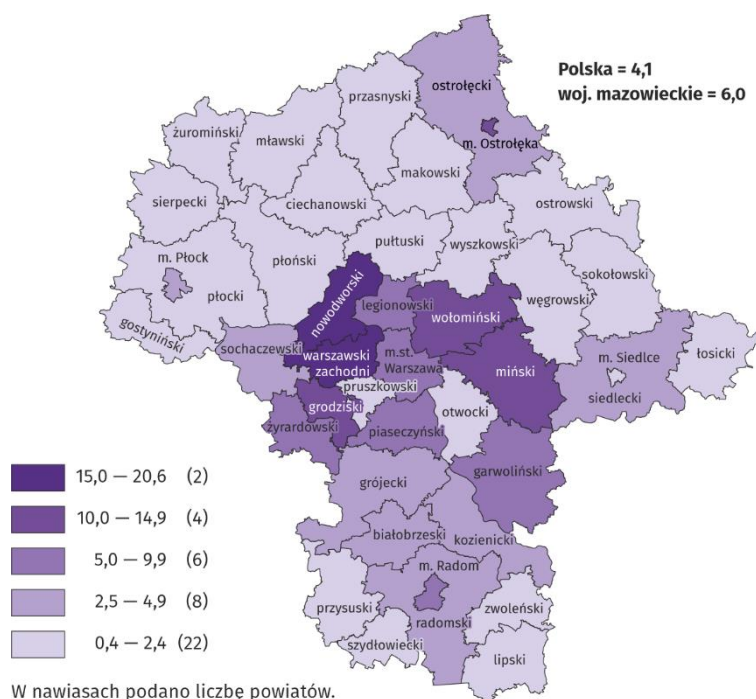 Polska = 4,1
woj. mazowieckie = 6,0
ostrołęcki
przasnyski
żuromiński
mławski
m. Ostrołęka
makowski
sierpecki
ciechanowski
ostrowski
pułtuski
wyszkowski
m. Płock
płoński
sokołowski
płocki
nowodworski
węgrowski
legionowski
wołomiński
gostyniński
sochaczewski
warszawski
zachodni
m.st.
Warszawa
m. Siedlce
łosicki
miński
pruszkowski
siedlecki
grodziski
otwocki
żyrardowski
piaseczyński
garwoliński
grójecki
białobrzeski
kozienicki
m. Radom
przysuski
zwoleński
radomski
szydłowiecki
lipski
15,0 — 20,6 (2)
10,0 — 14,9 (4)
5,0 — 9,9 (6)
2,5 — 4,9 (8)
0,4 — 2,4 (22)
W nawiasach podano liczbę powiatów.